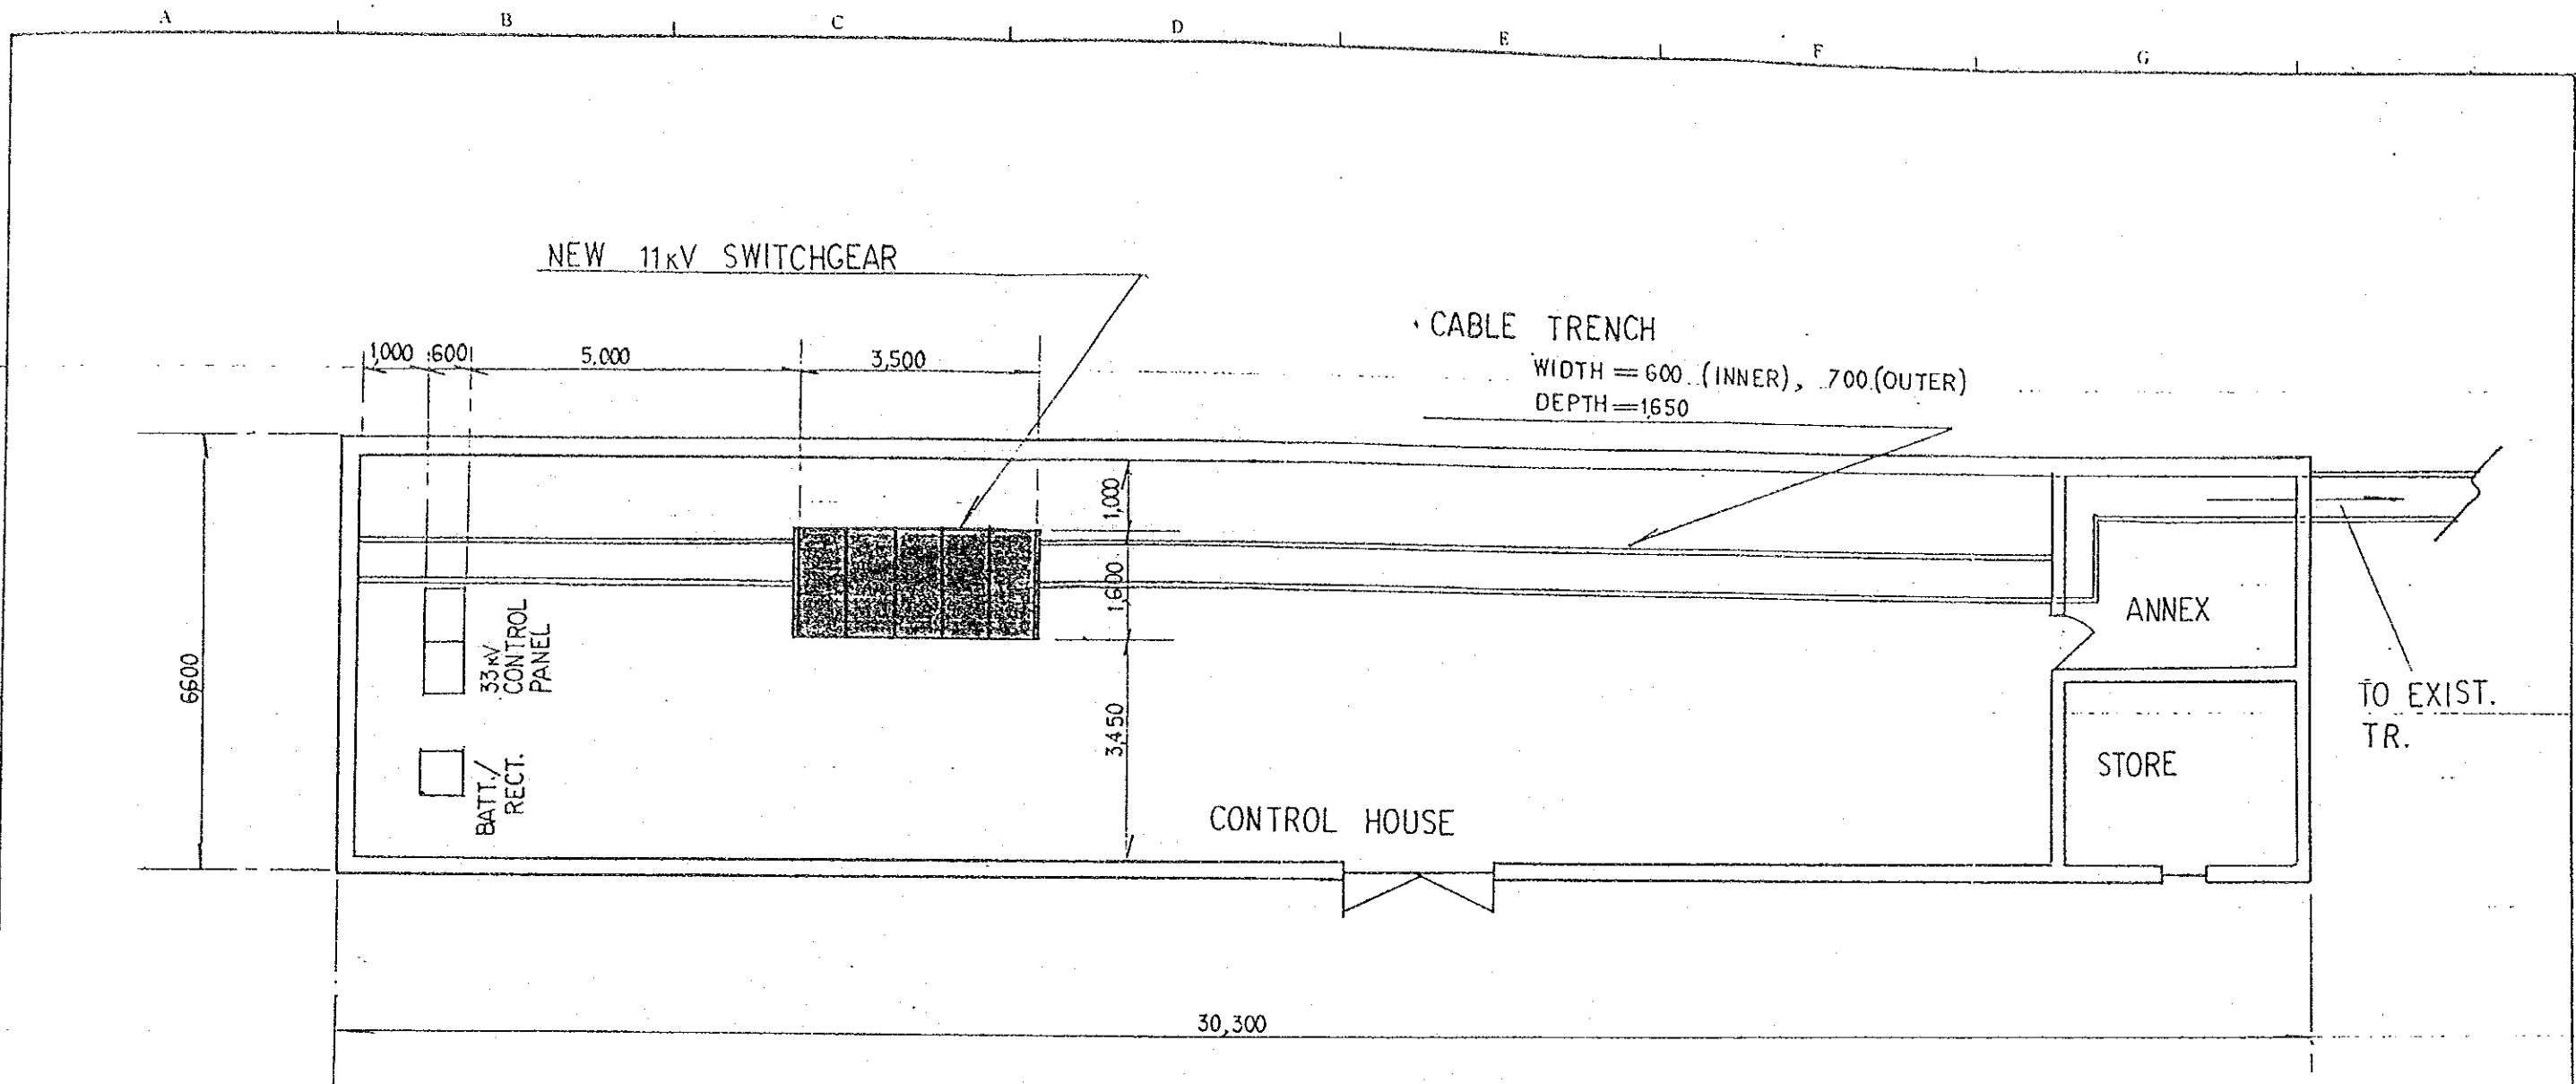 A B C D E F G
NEW 11kV SWITCHGEAR
CABLE TRENCH
WIDTH = 600 (INNER), 700 (OUTER)
DEPTH = 1650
1,000 600 5,000 3,500
1,000
1,600
3,450
6600
33kV
CONTROL
PANEL
BATT./
RECT.
ANNEX
STORE
TO EXIST.
TR.
CONTROL HOUSE
30,300